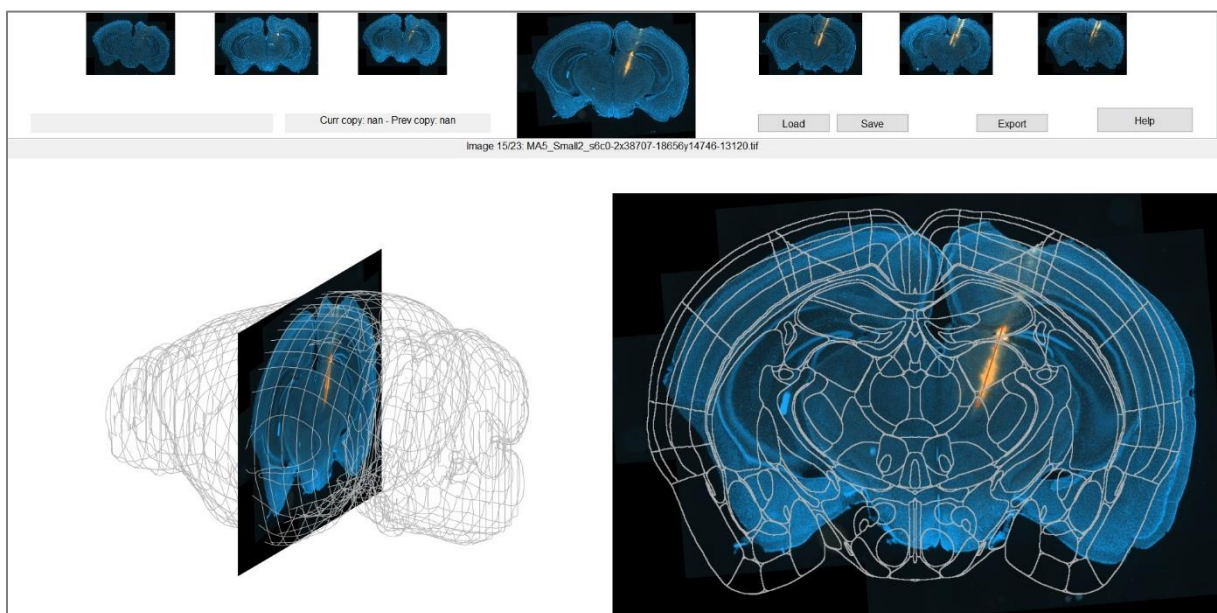 Curr copy: nan - Prev copy: nan
Load
Save
Export
Help
Image 15/23: MA5_Small2_s6c0-2x38707-18656y14746-13120.tif